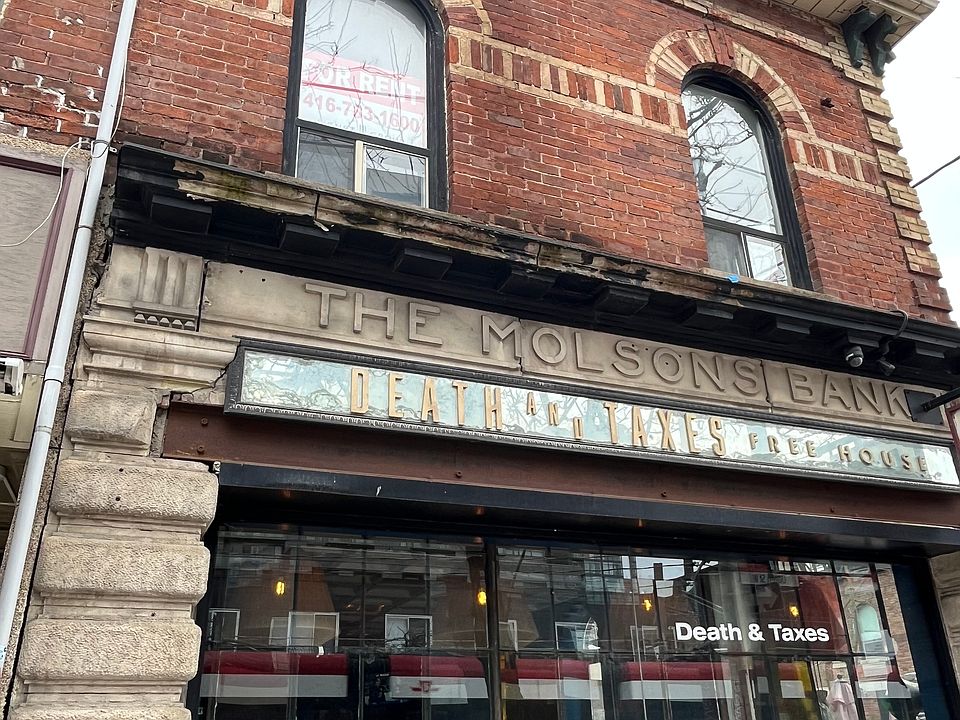 FOR RENT
416-783-1600
THE MOLSONS BANK
DEATH AND TAXES FREE HOUSE
Death & Taxes